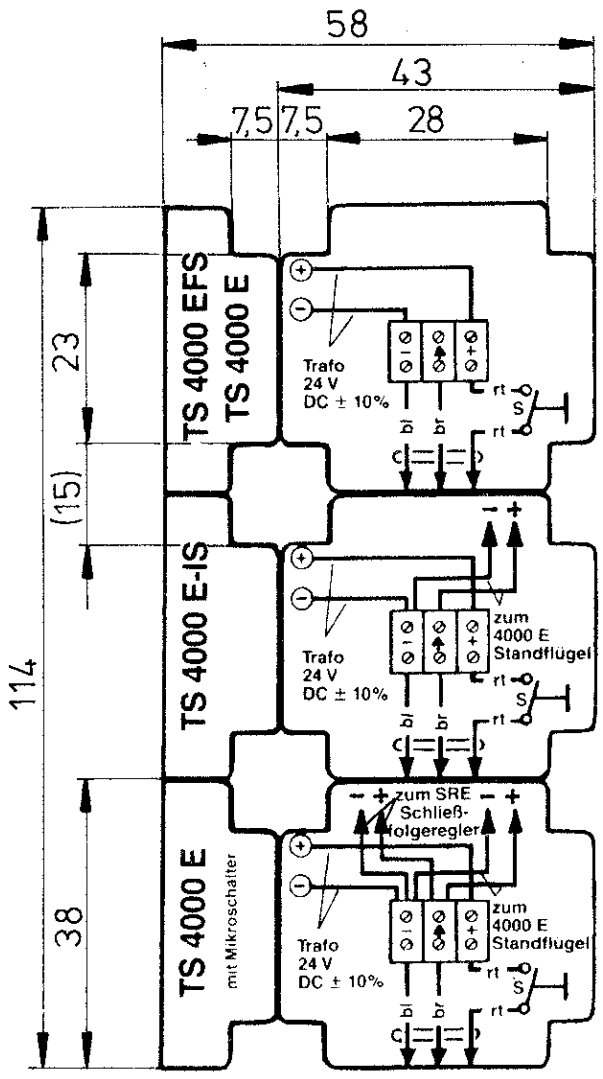 58
43
7,5
7,5
28
114
23
(15)
38
TS 4000 EFS
TS 4000 E
+
−
Trafo
24 V
DC ± 10%
−
+
bl
br
rt
S
rt
TS 4000 E-IS
− +
+
−
Trafo
24 V
DC ± 10%
−
+
zum
4000 E
Standflügel
bl
br
rt
S
rt
TS 4000 E
mit Mikroschalter
− +
zum SRE
Schließ-
folgeregler
− +
+
−
Trafo
24 V
DC ± 10%
−
+
zum
4000 E
Standflügel
bl
br
rt
S
rt